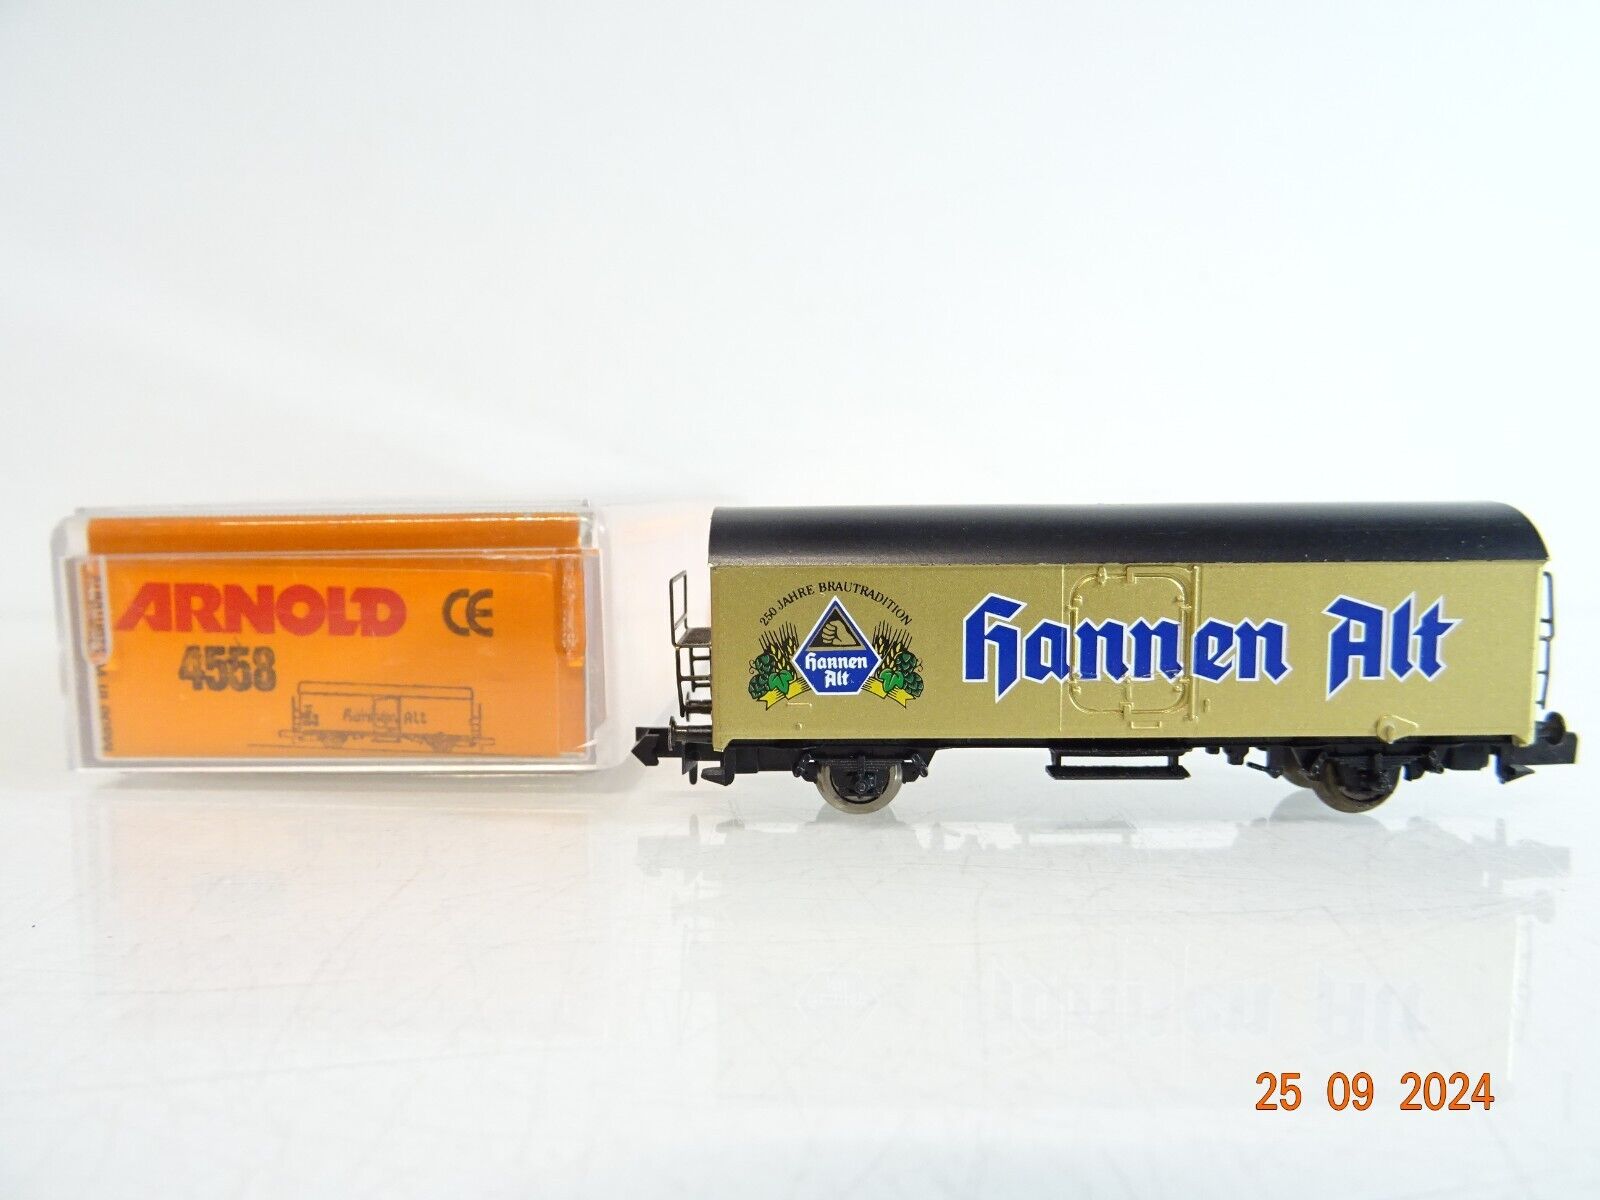 ARNOLD
CE
4558
Hannen Alt
250 JAHRE BRAUTRADITION
Hannen
Alt
Hannen Alt
25 09 2024